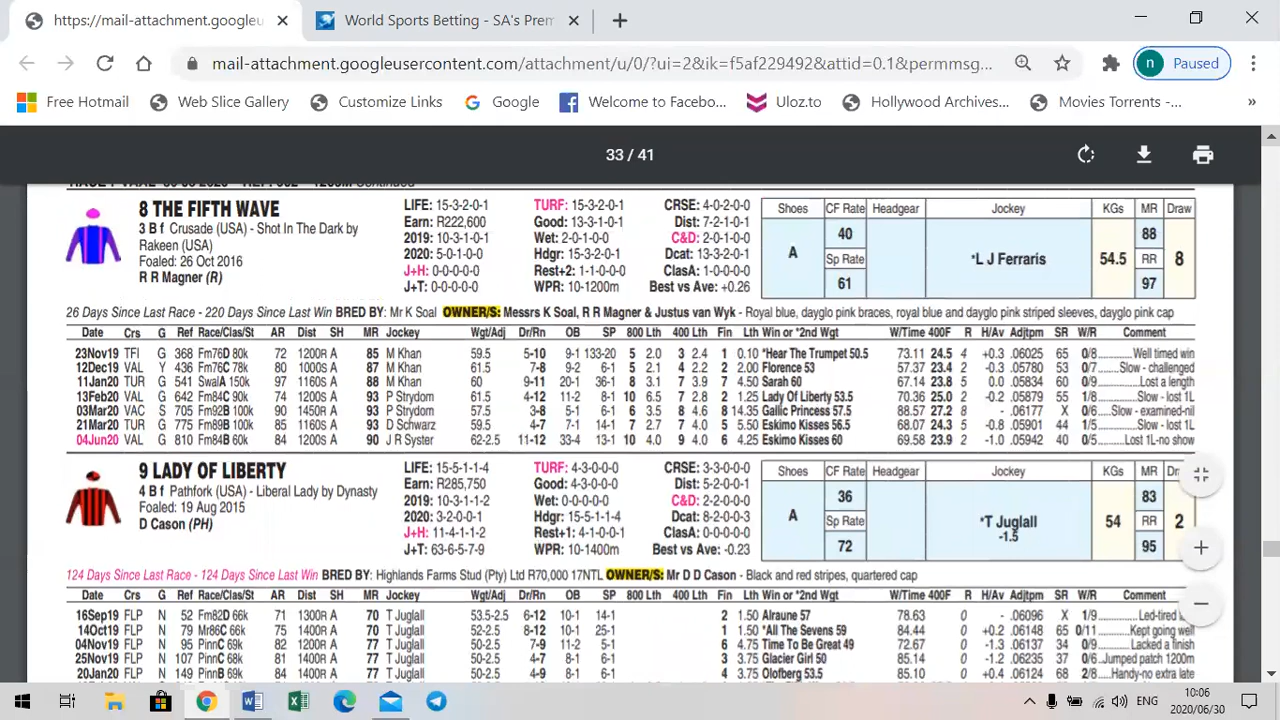 https://mail-attachment.googleu
World Sports Betting - SA's Prem
mail-attachment.googleusercontent.com/attachment/u/0/?ui=2&ik=f5af229492&attid=0.1&permmsg...
n Paused
Free Hotmail Web Slice Gallery Customize Links Google Welcome to Facebo... Uloz.to Hollywood Archives... Movies Torrents -... »
33 / 41
8 THE FIFTH WAVE
3 B f Crusade (USA) - Shot In The Dark by
Rakeen (USA)
Foaled: 26 Oct 2016
R R Magner (R)
LIFE: 15-3-2-0-1 TURF: 15-3-2-0-1 CRSE: 4-0-2-0-0
Earn: R222,600 Good: 13-3-1-0-1 Dist: 7-2-1-0-1
2019: 10-3-1-0-1 Wet: 2-0-1-0-0 C&D: 2-0-1-0-0
2020: 5-0-1-0-0 Hdgr: 15-3-2-0-1 Dcat: 13-3-2-0-1
J+H: 0-0-0-0-0 Rest+2: 1-1-0-0-0 ClasA: 1-0-0-0-0
J+T: 0-0-0-0-0 WPR: 10-1200m Best vs Ave: +0.26
Shoes CF Rate Headgear Jockey KGs MR Draw
A 40 Sp Rate 61 *L J Ferraris 54.5 88 RR 97 8
26 Days Since Last Race - 220 Days Since Last Win BRED BY: Mr K Soal OWNER/S: Messrs K Soal, R R Magner & Justus van Wyk - Royal blue, dayglo pink braces, royal blue and dayglo pink striped sleeves, dayglo pink cap
Date Crs G Ref Race/Clas/St AR Dist SH MR Jockey Wgt/Adj Dr/Rn OB SP 800 Lth 400 Lth Fin Lth Win or *2nd Wgt W/Time 400F R H/Av Adjtpm SR W/R Comment
23Nov19 TFI G 368 Fm76D 80k 72 1200R A 85 M Khan 59.5 5-10 9-1 133-20 5 2.0 3 2.4 1 0.10 *Hear The Trumpet 50.5 73.11 24.5 4 +0.3 .06025 65 0/8 ....Well timed win
12Dec19 VAL Y 436 Fm76C 78k 80 1000S A 87 M Khan 61.5 7-8 9-2 6-1 5 2.1 4 2.2 2 2.00 Florence 53 57.37 23.4 2 -0.3 .05780 53 0/7 .Slow - challenged
11Jan20 TUR G 541 SwalA 150k 97 1160S A 88 M Khan 60 9-11 20-1 36-1 8 3.1 7 3.9 7 4.50 Sarah 60 67.14 23.8 5 0.0 .05834 60 0/9 ......Lost a length
13Feb20 VAL G 642 Fm84C 90k 74 1200S A 93 P Strydom 61.5 4-12 11-2 8-1 10 6.5 7 2.8 2 1.25 Lady Of Liberty 53.5 70.36 25.0 2 -0.2 .05879 55 1/8 .....Slow - lost 1L
03Mar20 VAC S 705 Fm92B 100k 90 1450R A 93 P Strydom 57.5 3-8 5-1 6-1 6 3.5 8 4.6 8 14.35 Gallic Princess 57.5 88.57 27.2 8 - .06177 X 0/6 Slow - examined-nil
21Mar20 TUR G 775 Fm89B 100k 91 1160S A 93 D Schwarz 59.5 4-7 7-1 14-1 7 2.7 7 4.0 5 5.50 Eskimo Kisses 56.5 68.07 24.3 5 -0.8 .05901 44 1/5 .....Slow - lost 1L
04Jun20 VAL G 810 Fm84B 60k 84 1200S A 90 J R Syster 62-2.5 11-12 33-4 13-1 10 4.0 9 4.0 6 4.25 Eskimo Kisses 60 69.58 23.9 2 -1.0 .05942 40 0/5 ..Lost 1L-no show
9 LADY OF LIBERTY
4 B f Pathfork (USA) - Liberal Lady by Dynasty
Foaled: 19 Aug 2015
D Cason (PH)
LIFE: 15-5-1-1-4 TURF: 4-3-0-0-0 CRSE: 3-3-0-0-0
Earn: R285,750 Good: 4-3-0-0-0 Dist: 5-2-0-0-1
2019: 10-3-1-1-2 Wet: 0-0-0-0-0 C&D: 2-2-0-0-0
2020: 3-2-0-0-1 Hdgr: 15-5-1-1-4 Dcat: 8-2-0-0-3
J+H: 11-4-1-1-2 Rest+1: 4-1-0-0-1 ClasA: 0-0-0-0-0
J+T: 63-6-5-7-9 WPR: 10-1400m Best vs Ave: -0.23
Shoes CF Rate Headgear Jockey KGs MR
A 36 Sp Rate 72 *T Juglall -1.5 54 83 RR 95 2
124 Days Since Last Race - 124 Days Since Last Win BRED BY: Highlands Farms Stud (Pty) Ltd R70,000 17NTL OWNER/S: Mr D D Cason - Black and red stripes, quartered cap
Date Crs G Ref Race/Clas/St AR Dist SH MR Jockey Wgt/Adj Dr/Rn OB SP 800 Lth 400 Lth Fin Lth Win or *2nd Wgt W/Time 400F R H/Av Adjtpm SR W/R Comment
16Sep19 FLP N 52 Fm82D 66k 71 1300R A 70 T Juglall 53.5-2.5 6-12 10-1 14-1 2 1.50 Alraune 57 78.63 0 - .06096 X 1/9 ......Led-tired
14Oct19 FLP N 79 Mr86C 66k 75 1400R A 70 T Juglall 52-2.5 8-12 10-1 25-1 1 1.50 *All The Sevens 59 84.44 0 +0.2 .06148 65 0/11 ....Kept going well
04Nov19 FLP N 95 PinnC 69k 82 1200R A 77 T Juglall 50-2.5 7-9 11-2 5-1 6 4.75 Time To Be Great 49 72.67 0 -1.3 .06137 34 0/9 ...Lacked a finish
25Nov19 FLP N 107 PinnC 68k 81 1400R A 77 T Juglall 50-2.5 4-7 8-1 6-1 3 3.75 Glacier Girl 50 85.14 0 -1.2 .06235 37 0/6 Jumped patch 1200m
20Jan20 FLP N 149 PinnB 69k 84 1400R A 77 T Juglall 50-2.5 4-9 8-1 6-1 4 3.75 Olofberg 53.5 85.10 0 +0.4 .06124 68 2/8 Handy-no extra late
ENG 10:06
2020/06/30